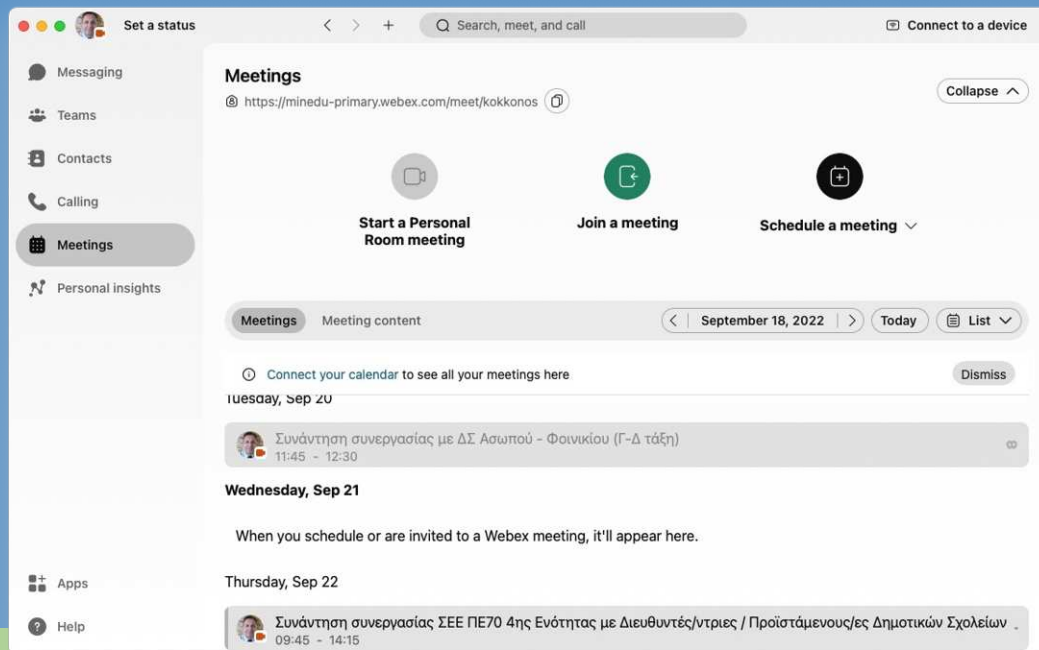 Set a status
Search, meet, and call
Connect to a device
Messaging
Teams
Contacts
Calling
Meetings
Personal insights
Apps
Help
Meetings
https://minedu-primary.webex.com/meet/kokkonos
Collapse
Start a Personal
Room meeting
Join a meeting
Schedule a meeting
Meetings Meeting content
September 18, 2022 Today List
Connect your calendar to see all your meetings here Dismiss
Tuesday, Sep 20
Συνάντηση συνεργασίας με ΔΣ Ασωπού - Φοινικίου (Γ-Δ τάξη)
11:45 - 12:30
Wednesday, Sep 21
When you schedule or are invited to a Webex meeting, it'll appear here.
Thursday, Sep 22
Συνάντηση συνεργασίας ΣΕΕ ΠΕ70 4ης Ενότητας με Διευθυντές/ντριες / Προϊστάμενους/ες Δημοτικών Σχολείων
09:45 - 14:15